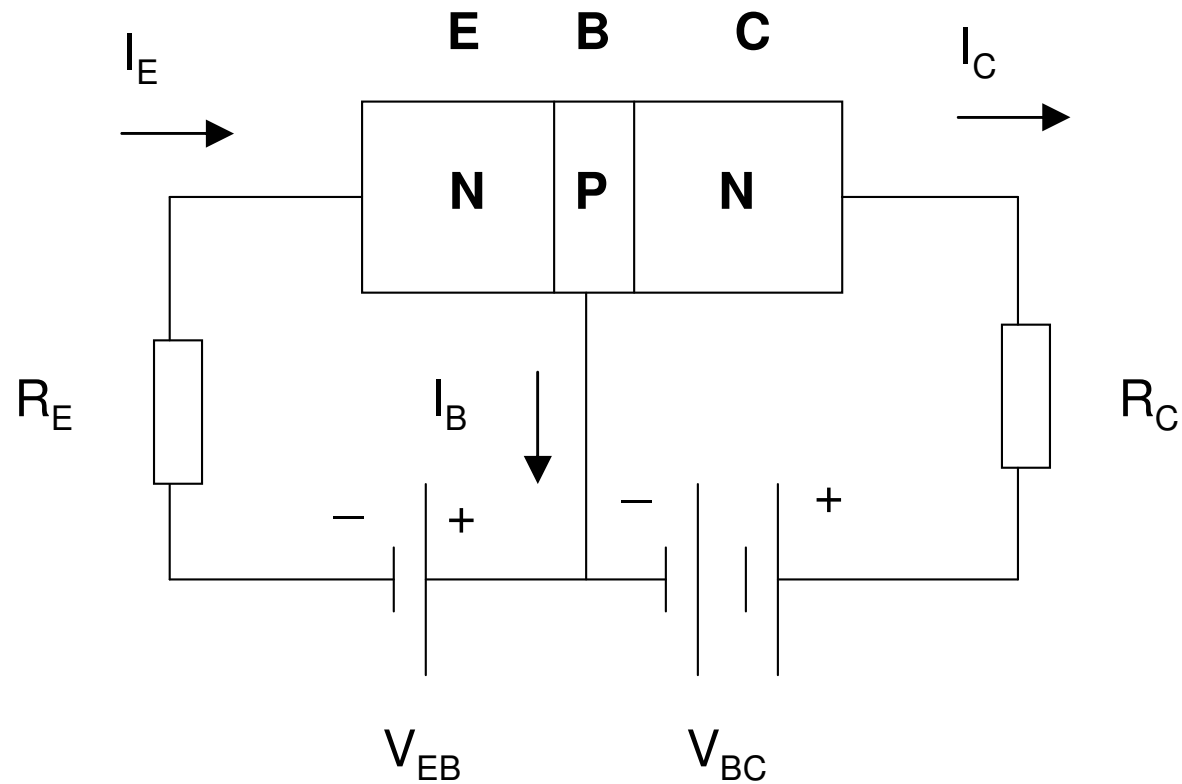 E B C
I_E
I_C
N P N
R_E
I_B
R_C
− + − +
V_EB
V_BC